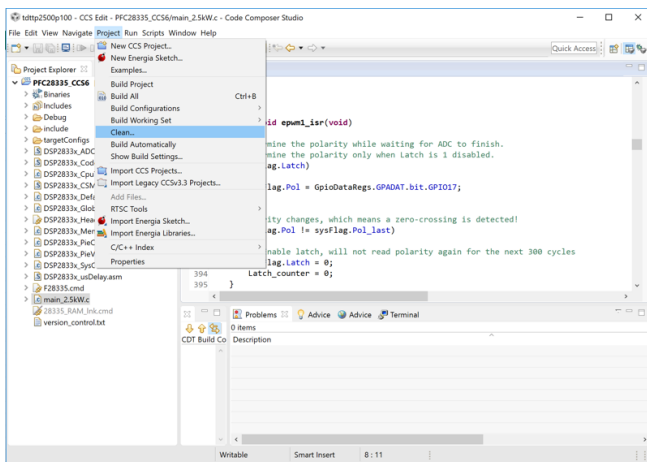 tdttp2500p100 - CCS Edit - PFC28335_CCS6/main_2.5kW.c - Code Composer Studio
File Edit View Navigate Project Run Scripts Window Help
Quick Access
Project Explorer
PFC28335_CCS6
Binaries
Includes
Debug
include
targetConfigs
DSP2833x_ADC
DSP2833x_Cod
DSP2833x_Cpu
DSP2833x_CSM
DSP2833x_Defa
DSP2833x_Glob
DSP2833x_Hea
DSP2833x_Men
DSP2833x_PieC
DSP2833x_PieV
DSP2833x_SysC
DSP2833x_usDelay.asm
F28335.cmd
main_2.5kW.c
28335_RAM_lnk.cmd
version_control.txt
New CCS Project...
New Energia Sketch...
Examples...
Build Project
Build All Ctrl+B
Build Configurations
Build Working Set
Clean...
Build Automatically
Show Build Settings...
Import CCS Projects...
Import Legacy CCSv3.3 Projects...
Add Files...
RTSC Tools
Import Energia Sketch...
Import Energia Libraries...
C/C++ Index
Properties
id epwm1_isr(void)
mine the polarity while waiting for ADC to finish.
mine the polarity only when Latch is 1 disabled.
ag.Latch)
lag.Pol = GpioDataRegs.GPADAT.bit.GPIO17;
ity changes, which means a zero-crossing is detected!
ag.Pol != sysFlag.Pol_last)
nable latch, will not read polarity again for the next 300 cycles
lag.Latch = 0;
394 Latch_counter = 0;
395 }
Problems Advice Advice Terminal
0 items
CDT Build Co Description
Writable Smart Insert 8 : 11